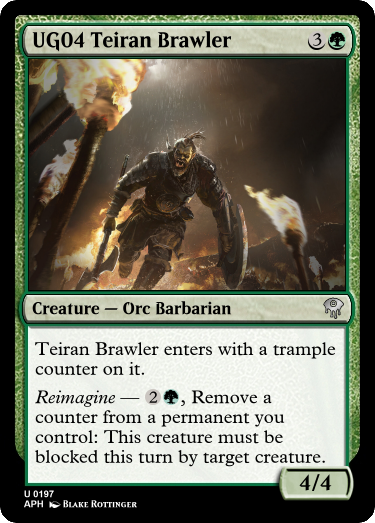 UG04 Teiran Brawler 3
Creature — Orc Barbarian
Teiran Brawler enters with a trample
counter on it.
Reimagine — 2, Remove a
counter from a permanent you
control: This creature must be
blocked this turn by target creature.
4/4
U 0197
APH Blake Rottinger